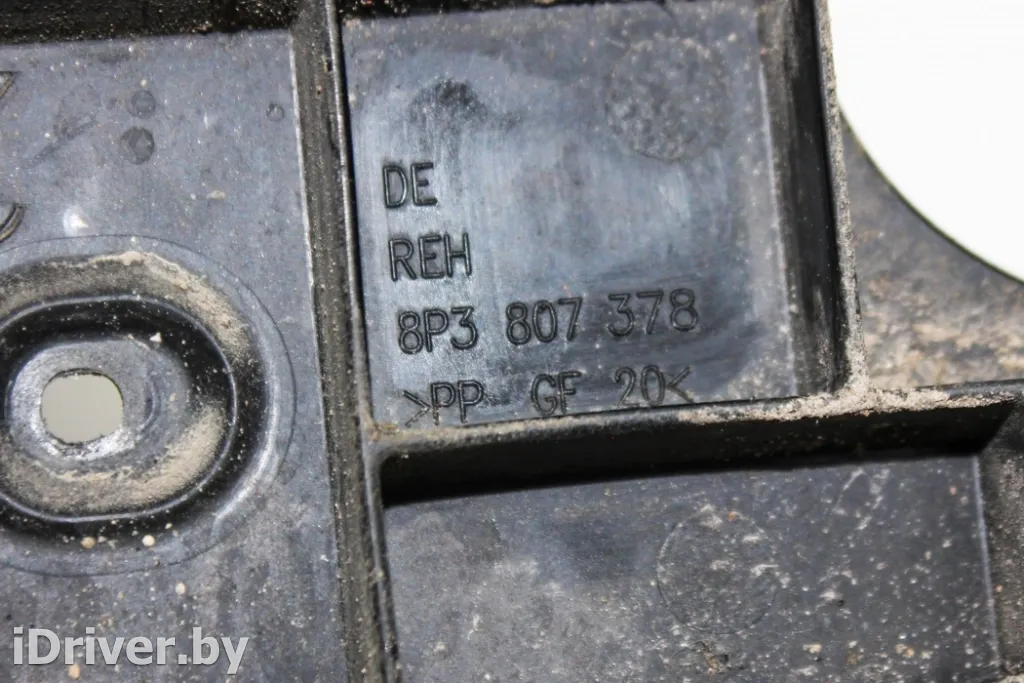 DE
REH
8P3 807 378
>PP GF 20<
iDriver.by